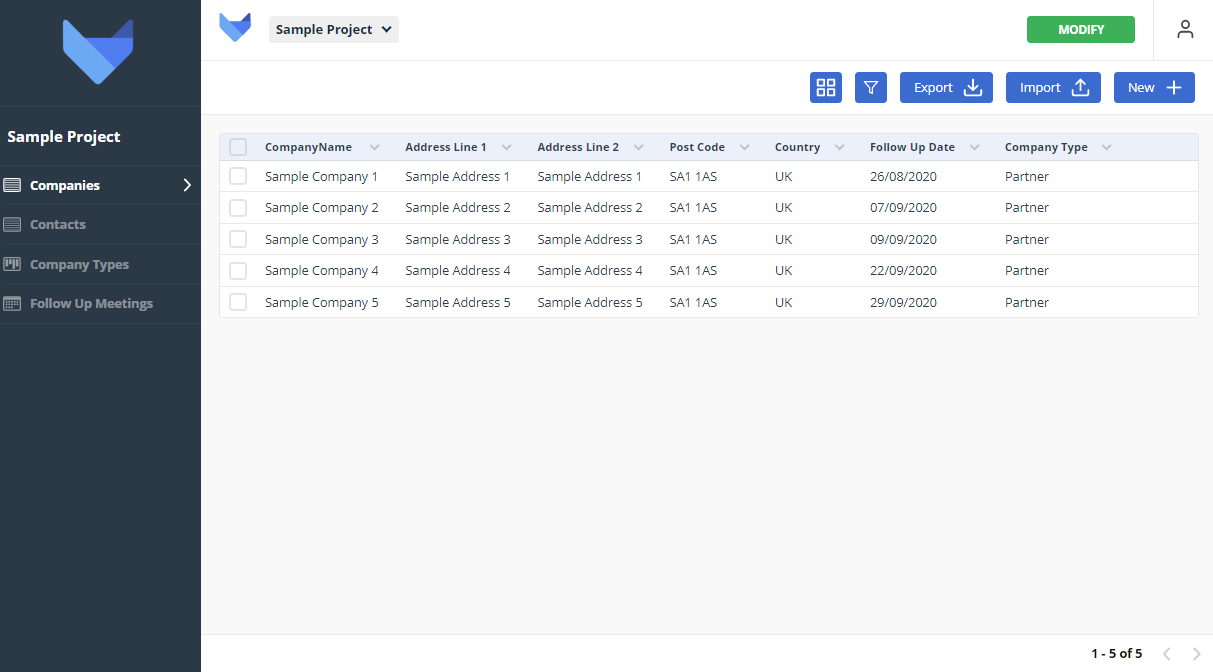 Sample Project
MODIFY
Export
Import
New
Sample Project
Companies
Contacts
Company Types
Follow Up Meetings
CompanyName Address Line 1 Address Line 2 Post Code Country Follow Up Date Company Type
Sample Company 1 Sample Address 1 Sample Address 1 SA1 1AS UK 26/08/2020 Partner
Sample Company 2 Sample Address 2 Sample Address 2 SA1 1AS UK 07/09/2020 Partner
Sample Company 3 Sample Address 3 Sample Address 3 SA1 1AS UK 09/09/2020 Partner
Sample Company 4 Sample Address 4 Sample Address 4 SA1 1AS UK 22/09/2020 Partner
Sample Company 5 Sample Address 5 Sample Address 5 SA1 1AS UK 29/09/2020 Partner
1 - 5 of 5